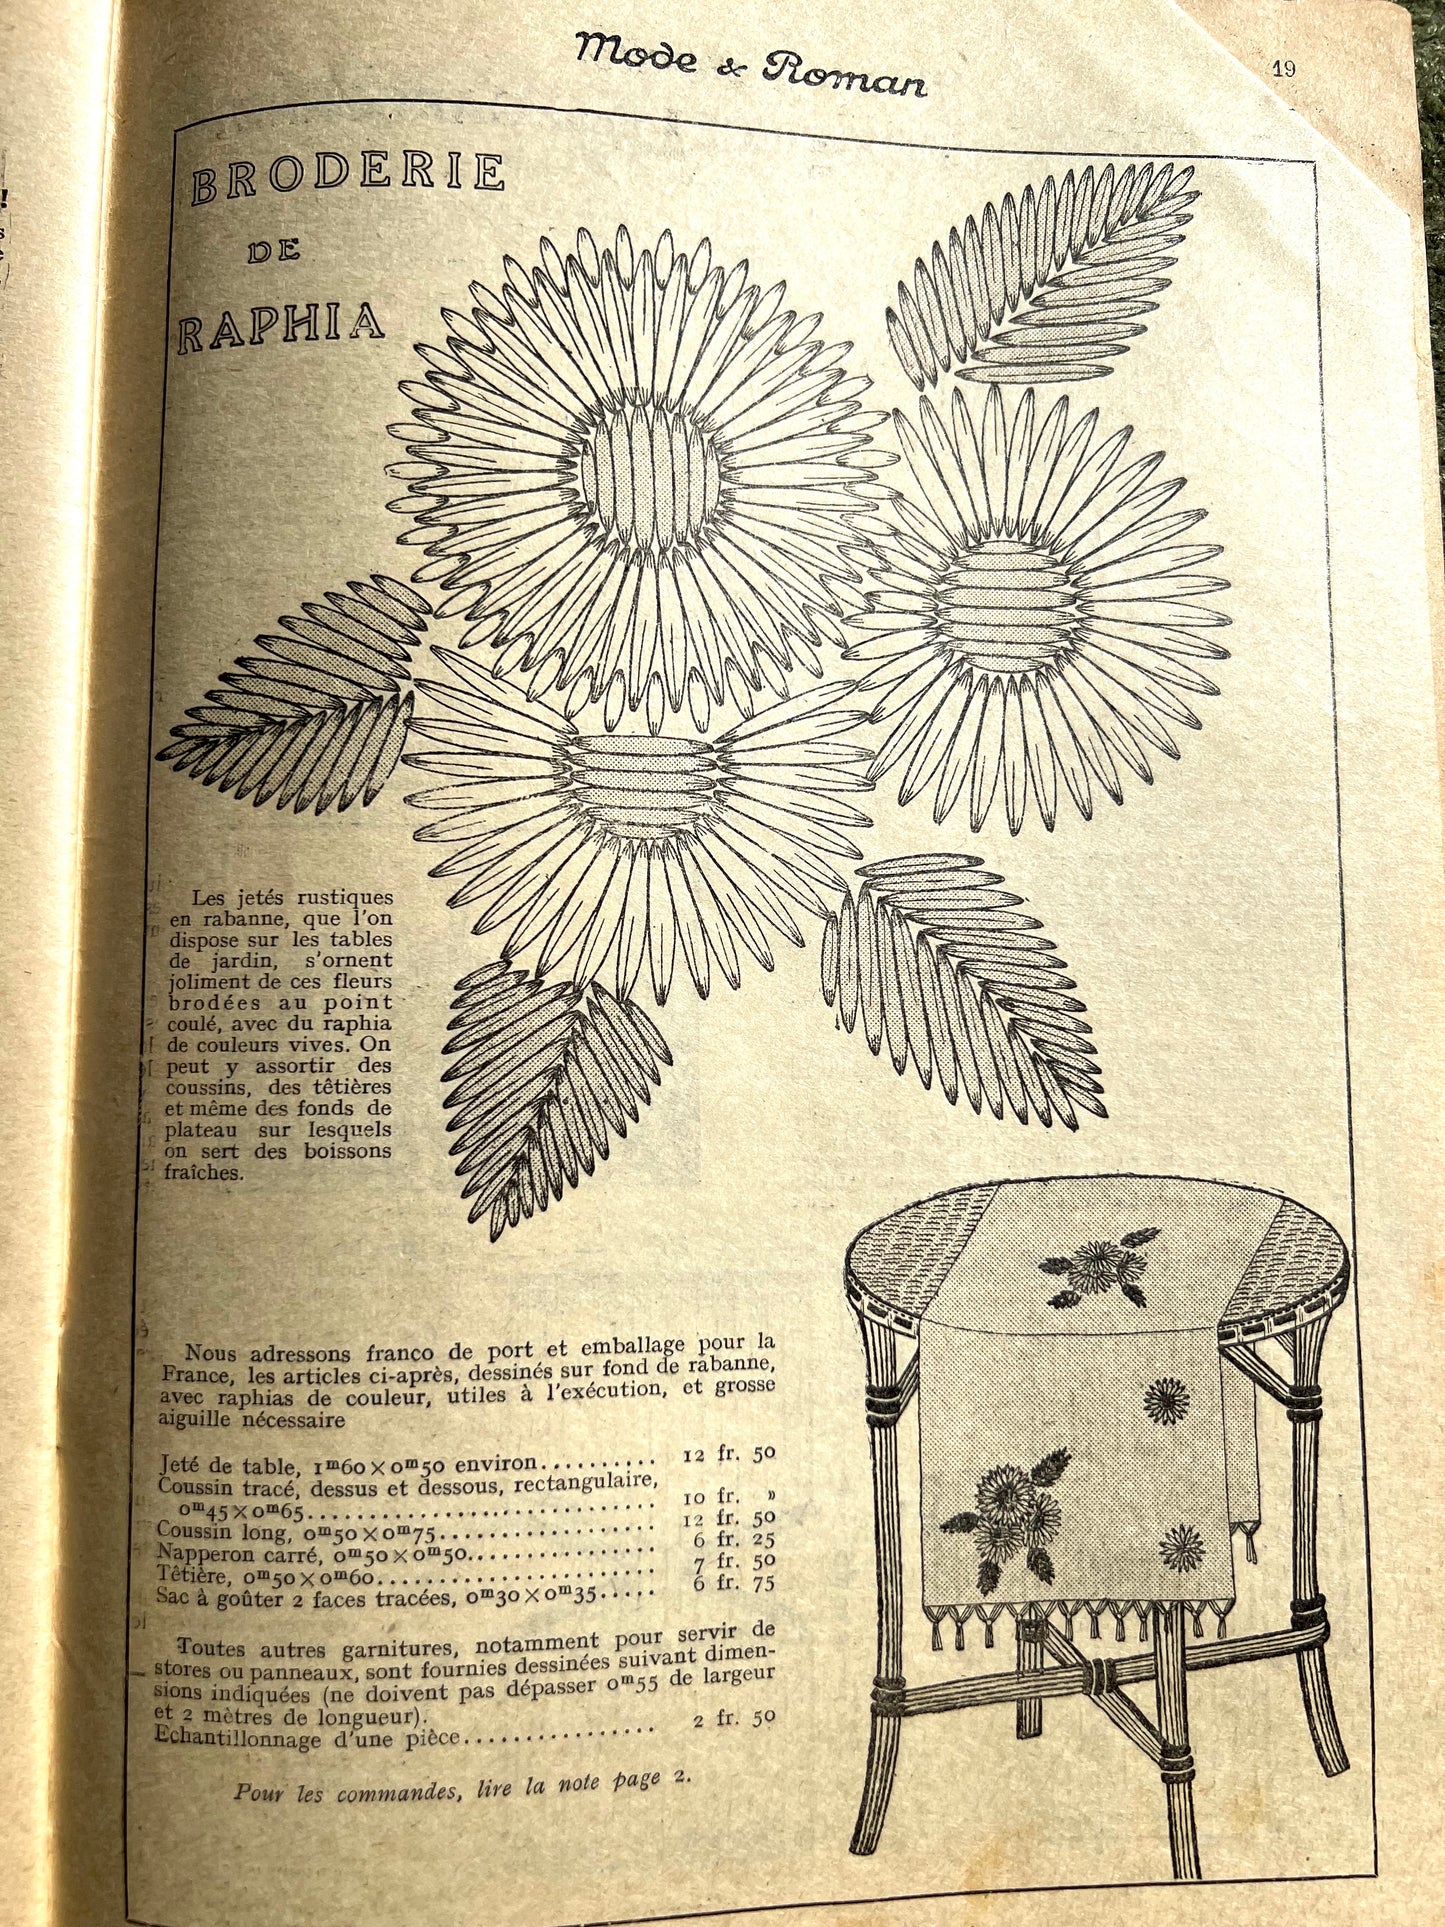 Mode & Roman
19
BRODERIE
DE
RAPHIA
Les jetés rustiques
en rabanne, que l'on
dispose sur les tables
de jardin, s'ornent
joliment de ces fleurs
brodées au point
coulé, avec du raphia
de couleurs vives. On
peut y assortir des
coussins, des têtières
et même des fonds de
plateau sur lesquels
on sert des boissons
fraîches.
Nous adressons franco de port et emballage pour la
France, les articles ci-après, dessinés sur fond de rabanne,
avec raphias de couleur, utiles à l'exécution, et grosse
aiguille nécessaire
Jeté de table, 1m60 × 0m50 environ.......... 12 fr. 50
Coussin tracé, dessus et dessous, rectangulaire,
0m45 × 0m65.............................. 10 fr. »
Coussin long, 0m50 × 0m75.................. 12 fr. 50
Napperon carré, 0m50 × 0m50................ 6 fr. 25
Têtière, 0m50 × 0m60....................... 7 fr. 50
Sac à goûter 2 faces tracées, 0m30 × 0m35..... 6 fr. 75
Toutes autres garnitures, notamment pour servir de
stores ou panneaux, sont fournies dessinées suivant dimen-
sions indiquées (ne doivent pas dépasser 0m55 de largeur
et 2 mètres de longueur).
Echantillonnage d'une pièce................ 2 fr. 50
Pour les commandes, lire la note page 2.